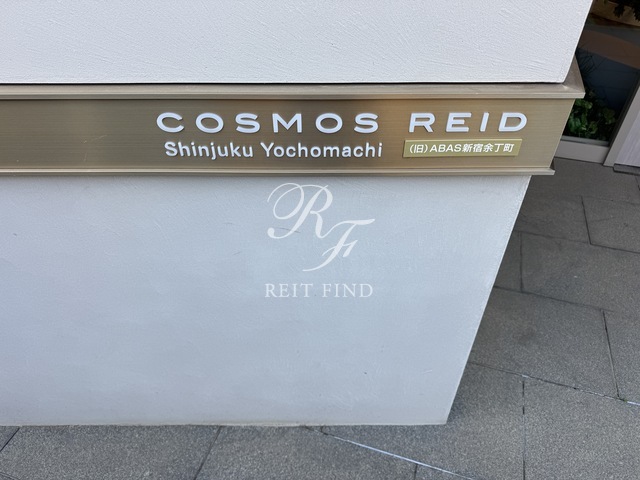 COSMOS REID
Shinjuku Yochomachi
(旧)ABAS新宿余丁町
RF
REIT FIND